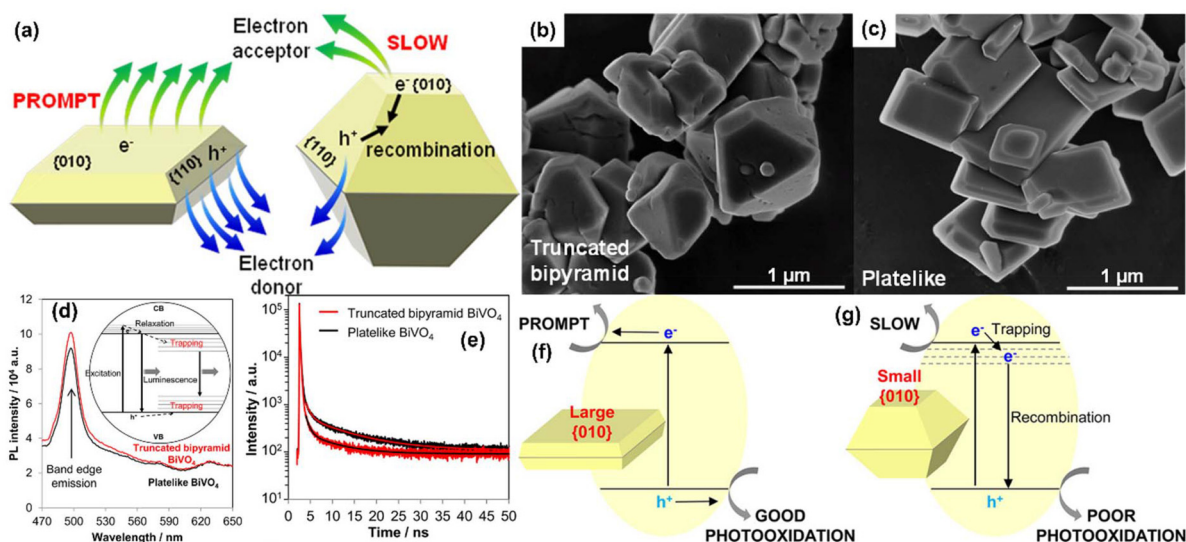 (a)
Electron
acceptor
SLOW
PROMPT
e⁻{010}
{010}
e⁻
{110}
h⁺
{110}
h⁺
recombination
Electron
donor
(b)
Truncated
bipyramid
1 µm
(c)
Platelike
1 µm
(d)
PL intensity / 10⁴ a.u.
12
10
8
6
4
2
0
CB
Relaxation
Trapping
Excitation
Luminescence
Trapping
h⁺
VB
Truncated bipyramid
BiVO₄
Platelike BiVO₄
Band edge
emission
470 500 530 560 590 620 650
Wavelength / nm
(e)
Truncated bipyramid BiVO₄
Platelike BiVO₄
Intensity / a.u.
10⁵
10⁴
10³
10²
10¹
0 5 10 15 20 25 30 35 40 45 50
Time / ns
(f)
PROMPT
e⁻
Large
{010}
h⁺
GOOD
PHOTOOXIDATION
(g)
SLOW
e⁻
Trapping
e⁻
Small
{010}
Recombination
h⁺
POOR
PHOTOOXIDATION